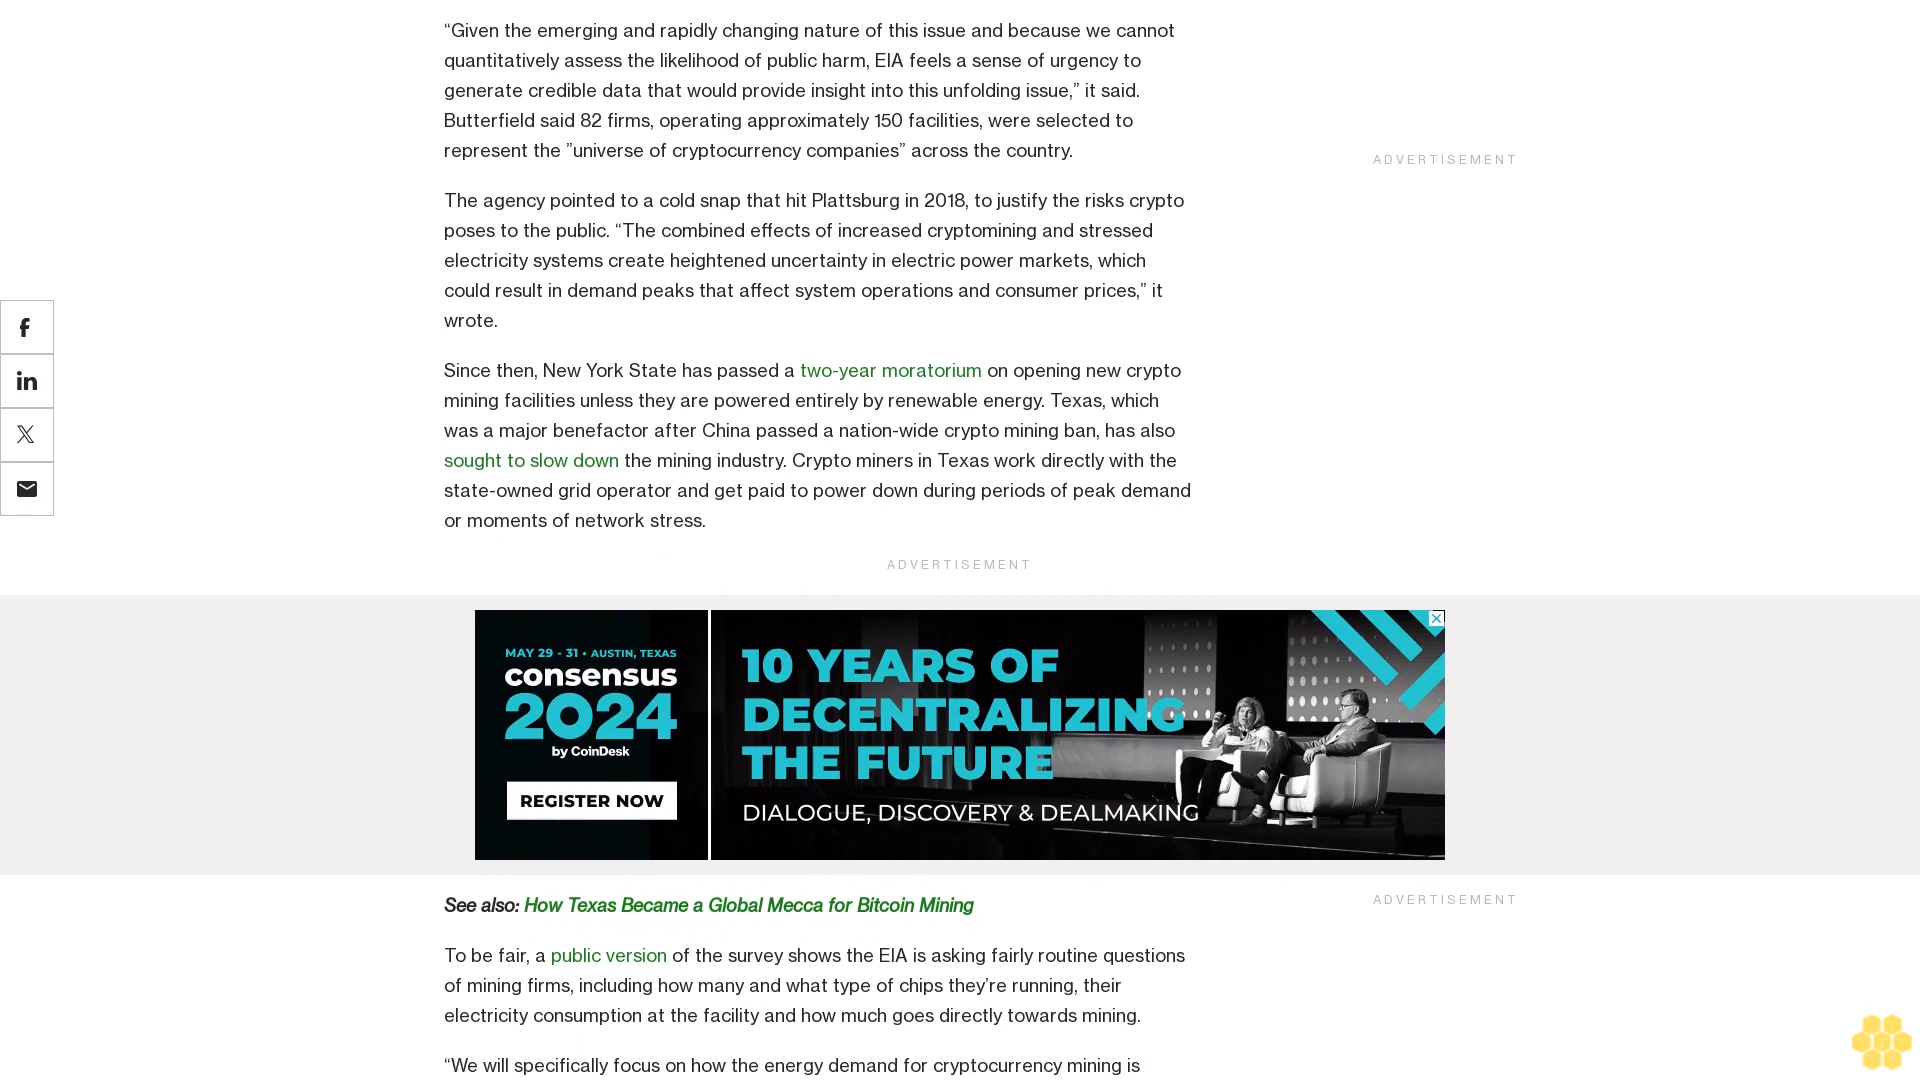 “Given the emerging and rapidly changing nature of this issue and because we cannot
quantitatively assess the likelihood of public harm, EIA feels a sense of urgency to
generate credible data that would provide insight into this unfolding issue,” it said.
Butterfield said 82 firms, operating approximately 150 facilities, were selected to
represent the ”universe of cryptocurrency companies” across the country.
ADVERTISEMENT
The agency pointed to a cold snap that hit Plattsburg in 2018, to justify the risks crypto
poses to the public. “The combined effects of increased cryptomining and stressed
electricity systems create heightened uncertainty in electric power markets, which
could result in demand peaks that affect system operations and consumer prices,” it
wrote.
Since then, New York State has passed a two-year moratorium on opening new crypto
mining facilities unless they are powered entirely by renewable energy. Texas, which
was a major benefactor after China passed a nation-wide crypto mining ban, has also
sought to slow down the mining industry. Crypto miners in Texas work directly with the
state-owned grid operator and get paid to power down during periods of peak demand
or moments of network stress.
ADVERTISEMENT
MAY 29 - 31 • AUSTIN, TEXAS
consensus
2024
by CoinDesk
REGISTER NOW
10 YEARS OF
DECENTRALIZING
THE FUTURE
DIALOGUE, DISCOVERY & DEALMAKING
See also: How Texas Became a Global Mecca for Bitcoin Mining
ADVERTISEMENT
To be fair, a public version of the survey shows the EIA is asking fairly routine questions
of mining firms, including how many and what type of chips they’re running, their
electricity consumption at the facility and how much goes directly towards mining.
“We will specifically focus on how the energy demand for cryptocurrency mining is